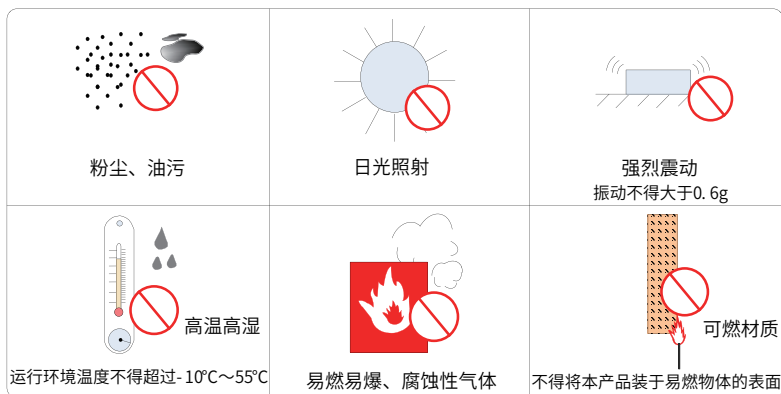 粉尘、油污
日光照射
强烈震动
振动不得大于0.6g
高温高湿
运行环境温度不得超过-10℃～55℃
易燃易爆、腐蚀性气体
可燃材质
不得将本产品装于易燃物体的表面